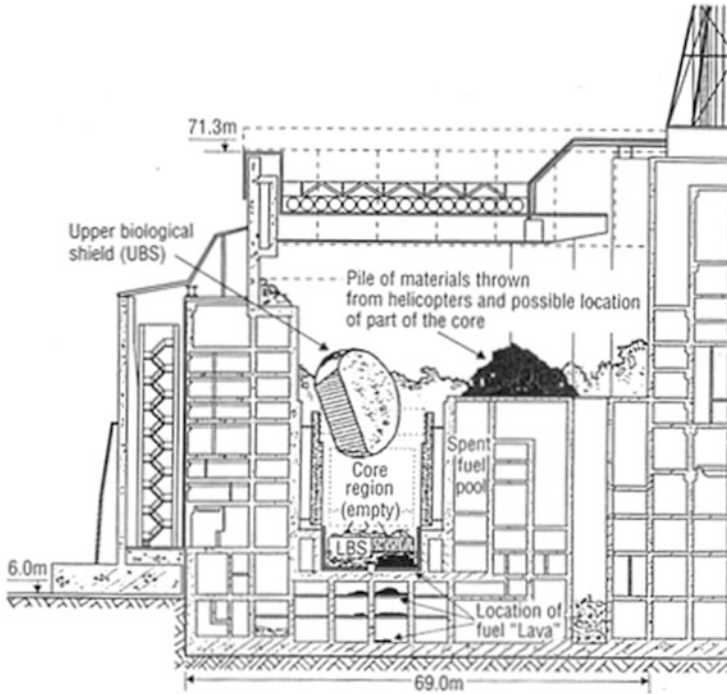 71.3m
Upper biological
shield (UBS)
Pile of materials thrown
from helicopters and possible location
of part of the core
Spent
fuel
pool
Core
region
(empty)
LBS
6.0m
Location of
fuel "Lava"
69.0m